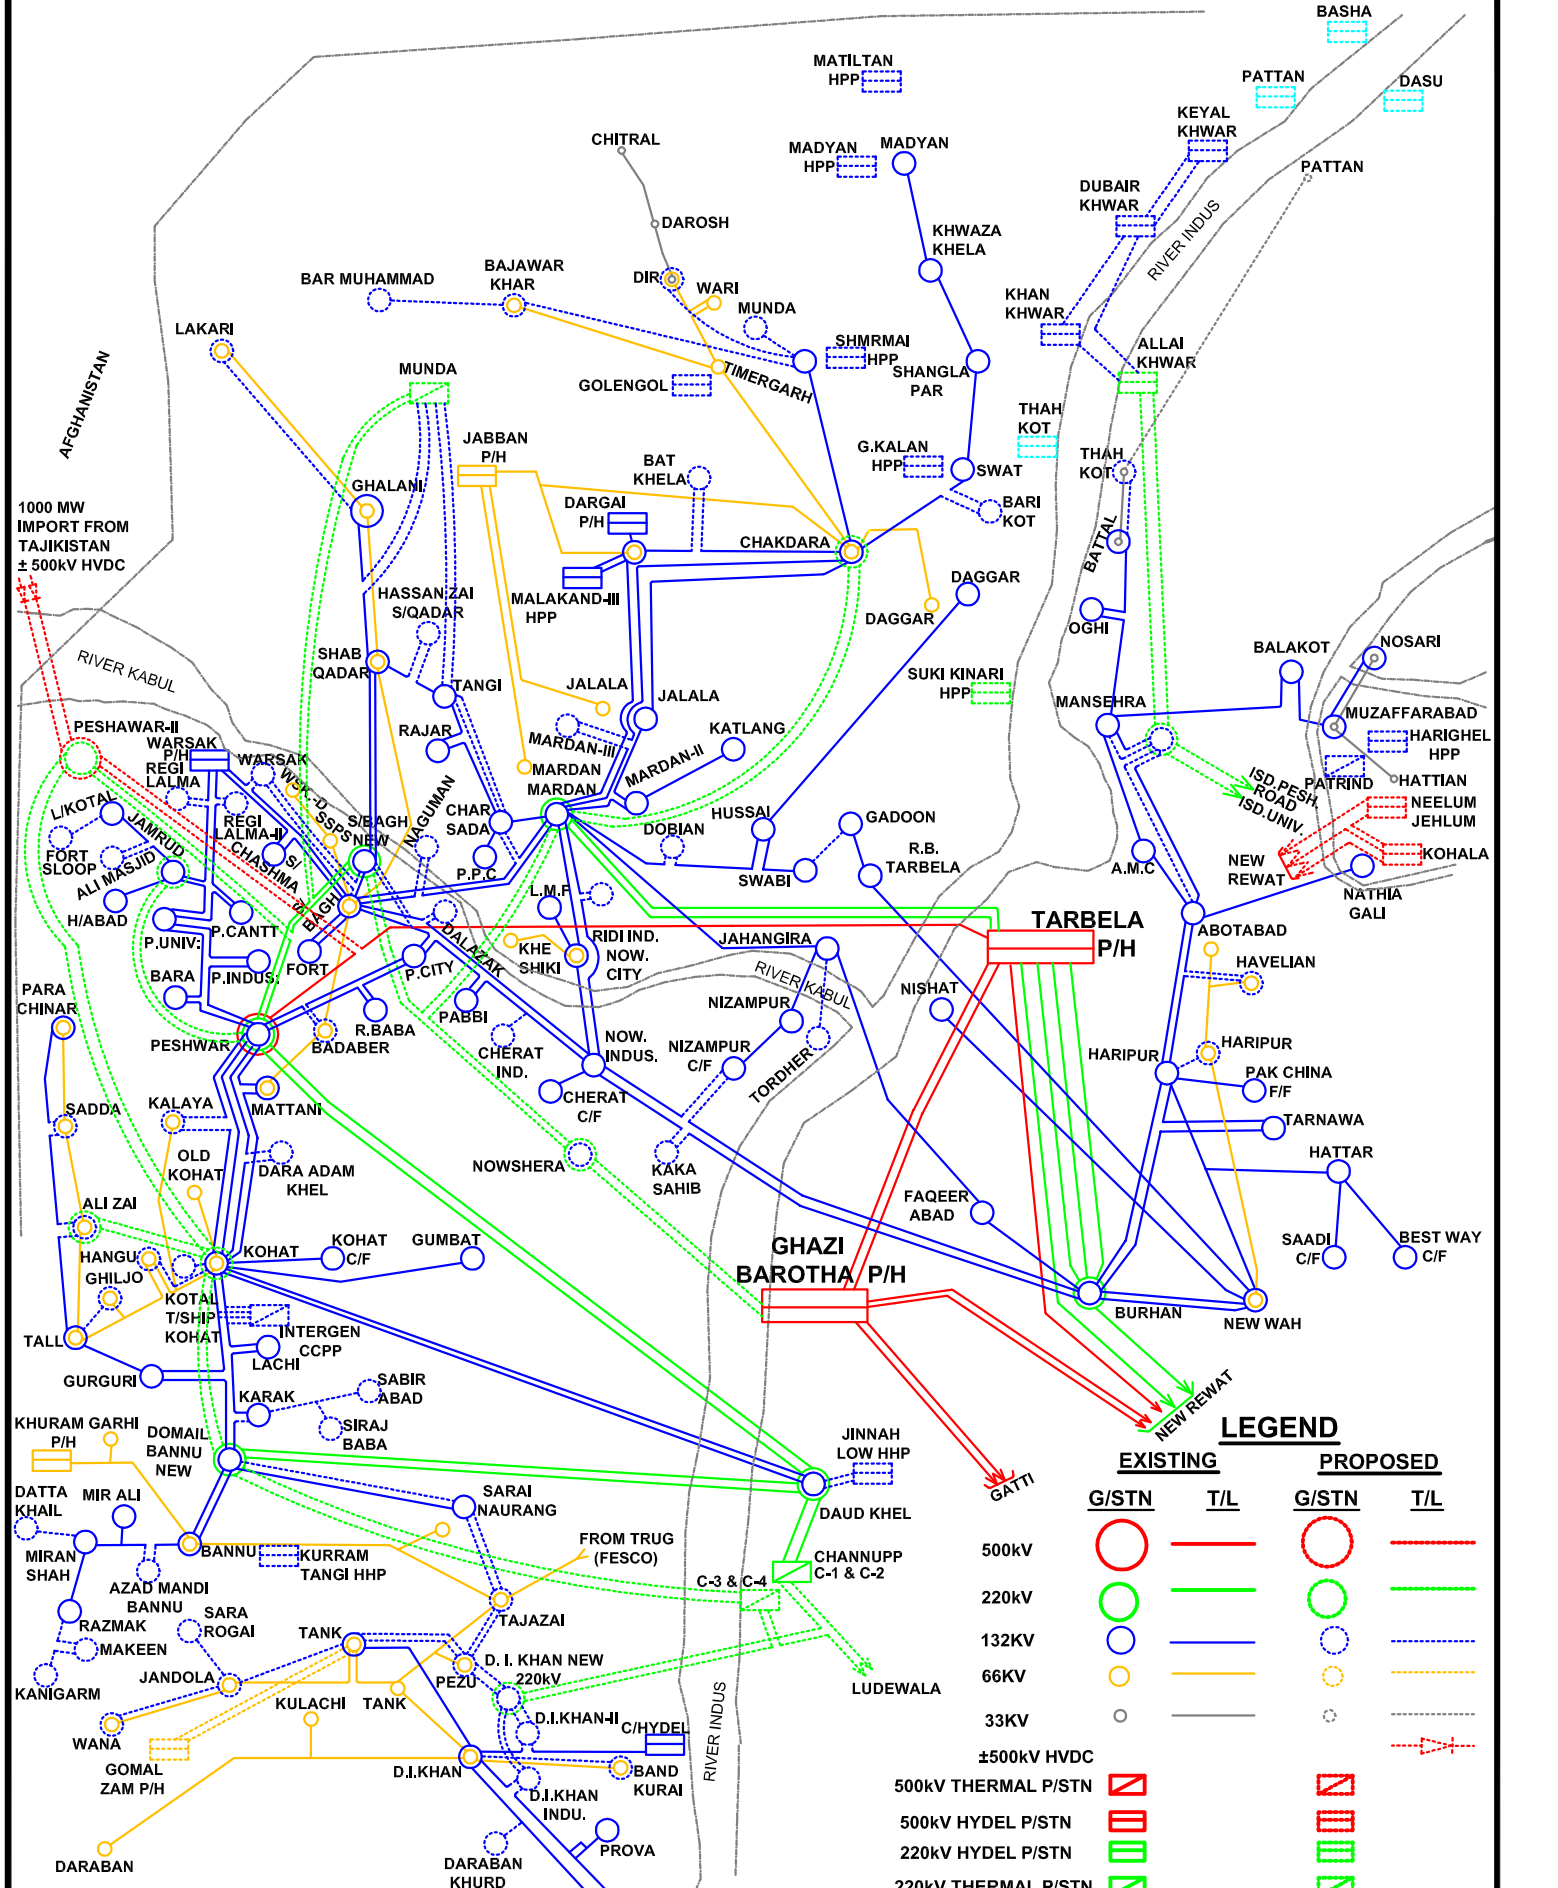 BASHA
MATILTAN
HPP
PATTAN
DASU
KEYAL
KHWAR
CHITRAL
MADYAN
HPP
MADYAN
PATTAN
DUBAIR
KHWAR
RIVER INDUS
DAROSH
KHWAZA
KHELA
BAR MUHAMMAD
BAJAWAR
KHAR
DIR
WARI
MUNDA
KHAN
KHWAR
LAKARI
SHMRMAI
HPP
ALLAI
KHWAR
AFGHANISTAN
MUNDA
GOLENGOL
TIMERGARH
SHANGLA
PAR
THAH
KOT
JABBAN
P/H
BAT
KHELA
G.KALAN
HPP
SWAT
THAH
KOT
GHALANI
DARGAI
P/H
BARI
KOT
1000 MW
IMPORT FROM
TAJIKISTAN
± 500kV HVDC
CHAKDARA
BATTAL
DAGGAR
HASSAN ZAI
S/QADAR
MALAKAND-III
HPP
DAGGAR
OGHI
RIVER KABUL
SHAB
QADAR
TANGI
JALALA
JALALA
SUKI KINARI
HPP
BALAKOT
NOSARI
MANSEHRA
PESHAWAR-II
RAJAR
MARDAN-III
KATLANG
MUZAFFARABAD
HARIGHEL
HPP
WARSAK
P/H
WARSAK
REGI
LALMA
WSK.-D
SSPS
NAGUMAN
MARDAN
MARDAN
MARDAN-II
ISD.PESH.
ROAD
ISD.UNIV.
PATRIND
HATTIAN
L/KOTAL
JAMRUD
REGI
LALMA-II
S/BAGH
NEW
CHAR
SADA
HUSSAI
DOBIAN
GADOON
NEELUM
JEHLUM
FORT
SLOOP
ALI MASJID
S/
CHASHMA
P.P.C
SWABI
R.B.
TARBELA
A.M.C
NEW
REWAT
KOHALA
NATHIA
GALI
H/ABAD
P.CANTT
S/
BAGH
L.M.F
ABOTABAD
P.UNIV:
DALAZAK
KHE
SHIKI
RIDI IND.
NOW.
CITY
JAHANGIRA
TARBELA
P/H
BARA
P.INDUS:
FORT
P.CITY
HAVELIAN
RIVER KABUL
PARA
CHINAR
PABBI
NIZAMPUR
NISHAT
PESHWAR
R.BABA
BADABER
CHERAT
IND.
NOW.
INDUS.
NIZAMPUR
C/F
HARIPUR
HARIPUR
TORDHER
PAK CHINA
F/F
SADDA
KALAYA
MATTANI
CHERAT
C/F
TARNAWA
OLD
KOHAT
DARA ADAM
KHEL
NOWSHERA
KAKA
SAHIB
HATTAR
ALI ZAI
FAQEER
ABAD
HANGU
KOHAT
KOHAT
C/F
GUMBAT
GHAZI
BAROTHA P/H
SAADI
C/F
BEST WAY
C/F
GHILJO
KOTAL
T/SHIP
KOHAT
TALL
INTERGEN
CCPP
BURHAN
NEW WAH
LACHI
GURGURI
SABIR
ABAD
KARAK
NEW REWAT
KHURAM GARHI
P/H
DOMAIL
BANNU
NEW
SIRAJ
BABA
JINNAH
LOW HHP
LEGEND
EXISTING
PROPOSED
GATTI
DATTA
KHAIL
MIR ALI
SARAI
NAURANG
DAUD KHEL
G/STN
T/L
G/STN
T/L
BANNU
KURRAM
TANGI HHP
FROM TRUG
(FESCO)
CHANNUPP
C-1 & C-2
500kV
MIRAN
SHAH
AZAD MANDI
BANNU
C-3 & C-4
220kV
RAZMAK
SARA
ROGAI
TAJAZAI
TANK
MAKEEN
132KV
JANDOLA
D. I. KHAN NEW
220kV
PEZU
KANIGARM
66KV
KULACHI
TANK
LUDEWALA
33KV
WANA
D.I.KHAN-II
C/HYDEL
RIVER INDUS
±500kV HVDC
GOMAL
ZAM P/H
D.I.KHAN
BAND
KURAI
500kV THERMAL P/STN
D.I.KHAN
INDU.
500kV HYDEL P/STN
PROVA
220kV HYDEL P/STN
DARABAN
DARABAN
KHURD
220kV THERMAL P/STN